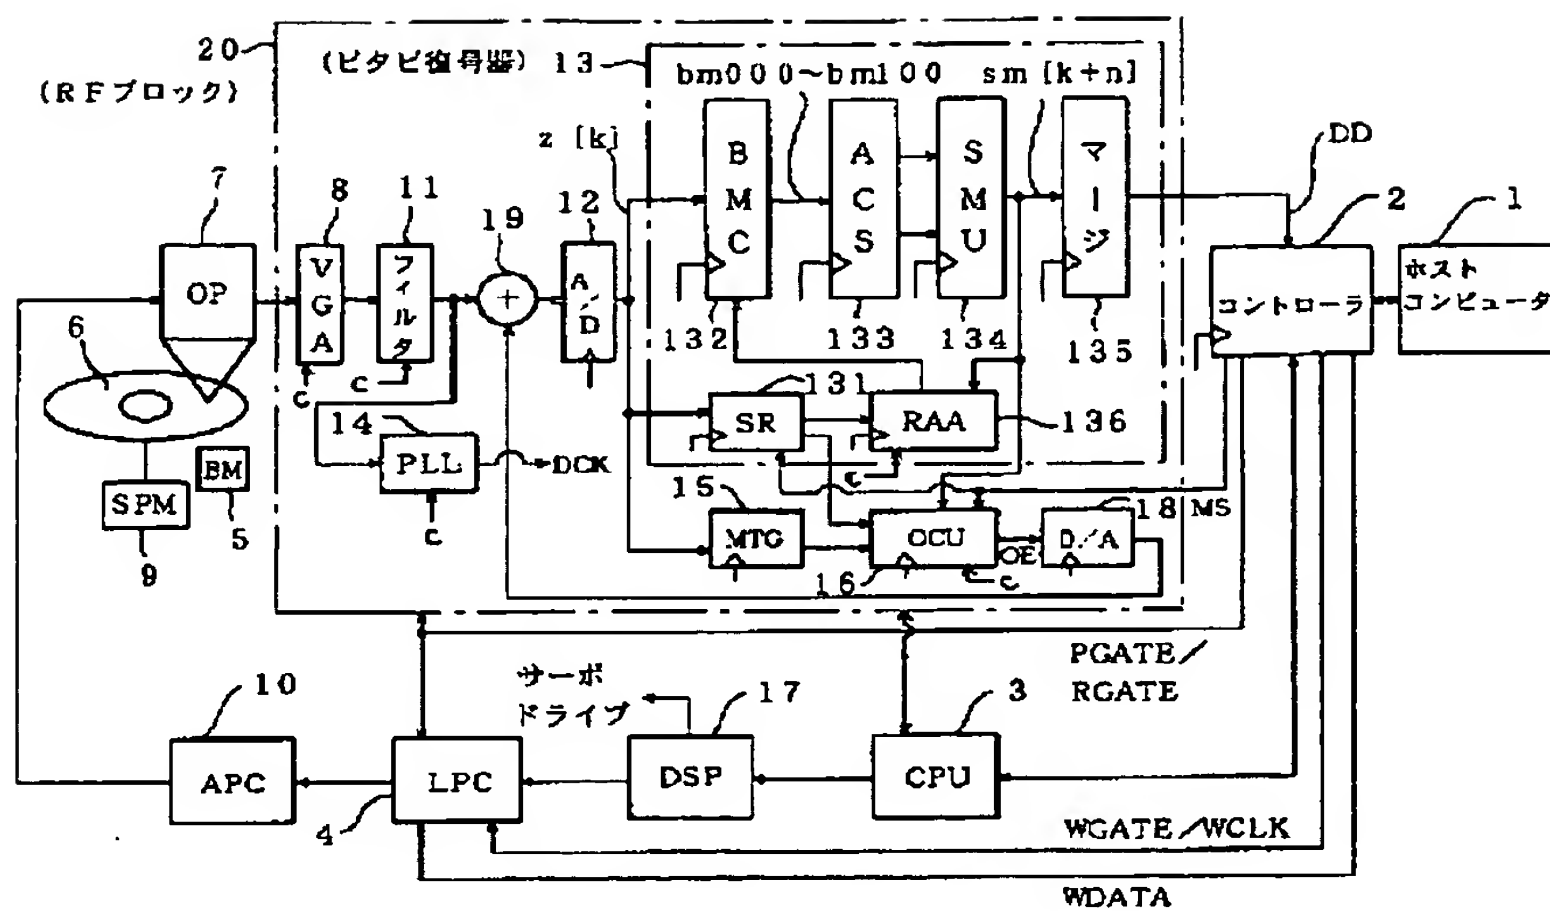 20
(RFブロック)
(ビタビ復号器) 13
bm000~bm100
sm [k+n]
z [k]
DD
7
8
11
19
12
BMC
ACS
SMU
マージ
2
1
OP
VGA
フィルタ
+
A/D
コントローラ
ホスト
コンピュータ
6
132
133
134
135
c
c
131
SR
RAA
136
14
PLL
DCK
c
c
BM
SPM
5
9
15
MTG
OCU
OE
D/A
18
MS
16
c
PGATE/
RGATE
サーボ
ドライブ
10
17
3
APC
LPC
DSP
CPU
4
WGATE/WCLK
WDATA